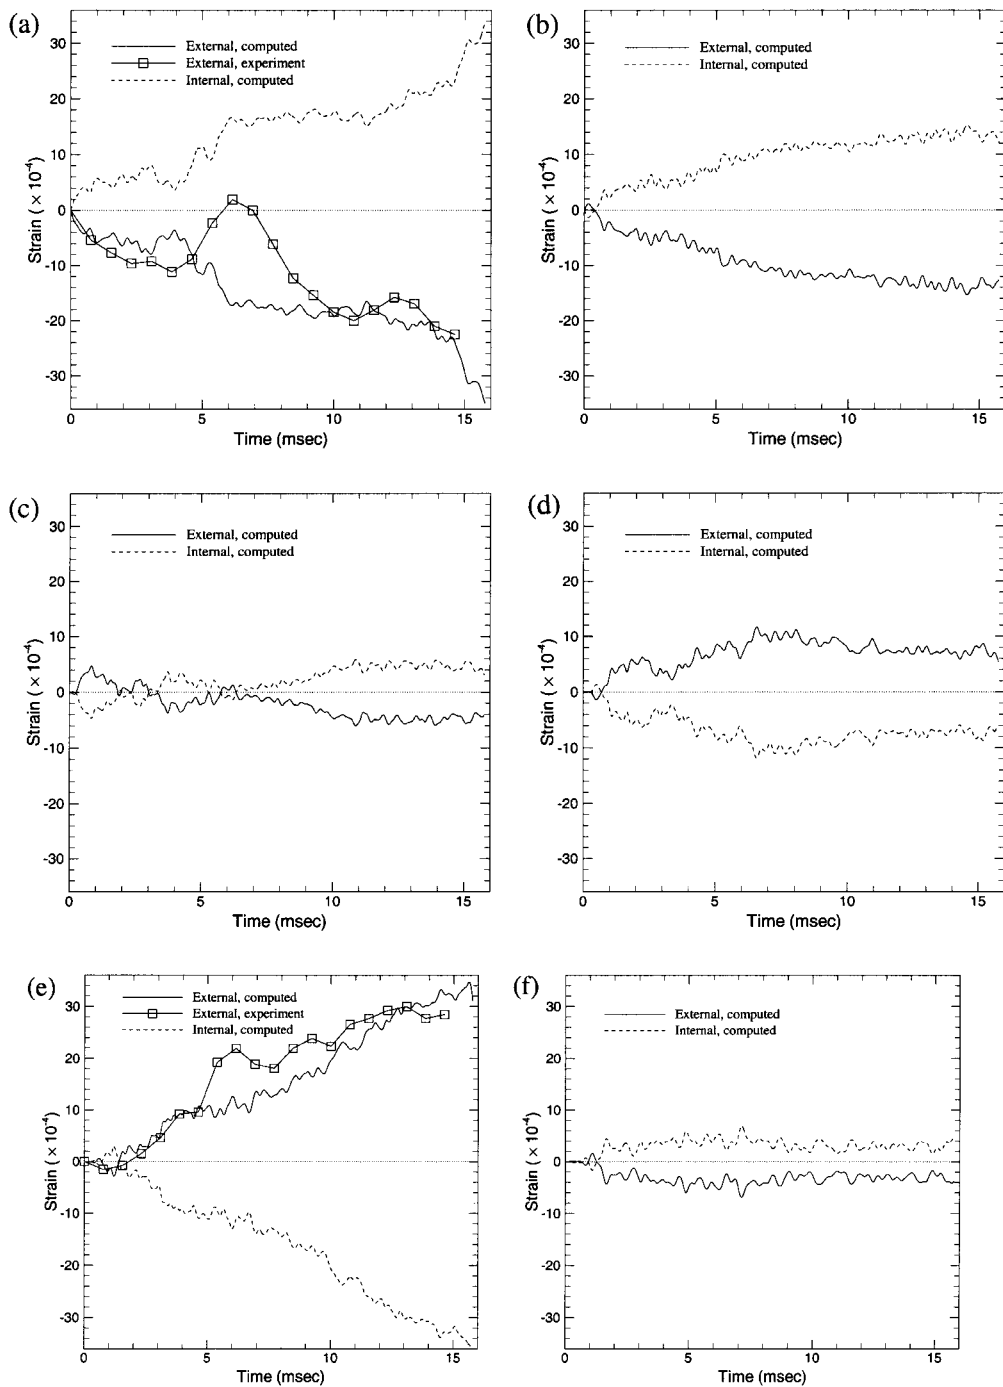 (a)
External, computed
External, experiment
Internal, computed
30
20
10
0
-10
-20
-30
Strain ( × 10⁻⁴)
0 5 10 15
Time (msec)
(b)
External, computed
Internal, computed
30
20
10
0
-10
-20
-30
Strain ( × 10⁻⁴)
0 5 10 15
Time (msec)
(c)
External, computed
Internal, computed
30
20
10
0
-10
-20
-30
Strain ( × 10⁻⁴)
0 5 10 15
Time (msec)
(d)
External, computed
Internal, computed
30
20
10
0
-10
-20
-30
Strain ( × 10⁻⁴)
0 5 10 15
Time (msec)
(e)
External, computed
External, experiment
Internal, computed
30
20
10
0
-10
-20
-30
Strain ( × 10⁻⁴)
0 5 10 15
Time (msec)
(f)
External, computed
Internal, computed
30
20
10
0
-10
-20
-30
Strain ( × 10⁻⁴)
0 5 10 15
Time (msec)